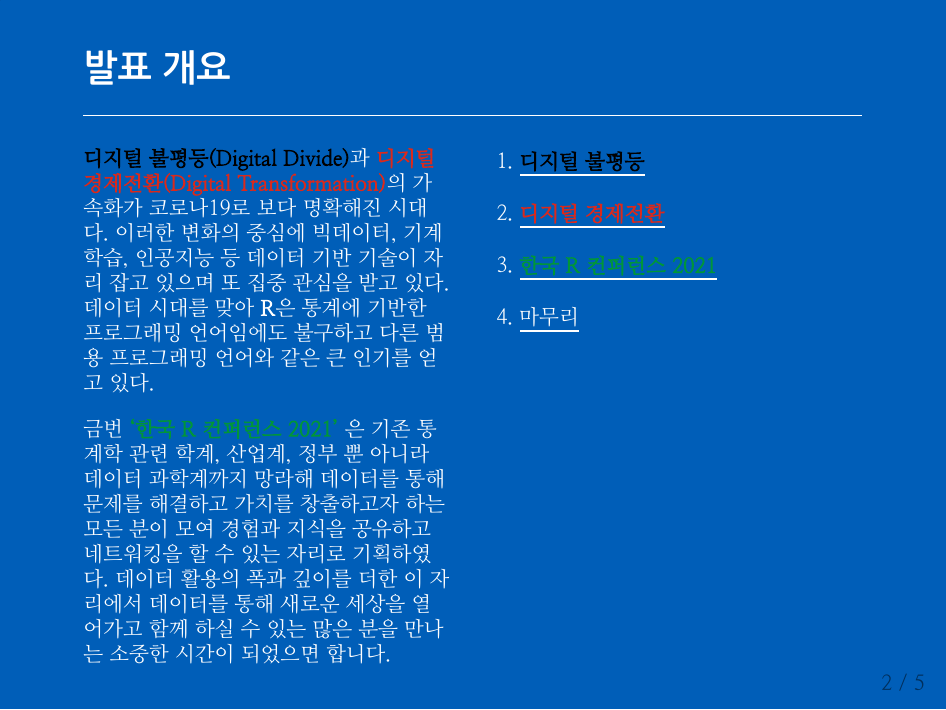 발표 개요
디지털 불평등(Digital Divide)과 디지털
경제전환(Digital Transformation)의 가
속화가 코로나19로 보다 명확해진 시대
다. 이러한 변화의 중심에 빅데이터, 기계
학습, 인공지능 등 데이터 기반 기술이 자
리 잡고 있으며 또 집중 관심을 받고 있다.
데이터 시대를 맞아 R은 통계에 기반한
프로그래밍 언어임에도 불구하고 다른 범
용 프로그래밍 언어와 같은 큰 인기를 얻
고 있다.
금번 ‘한국 R 컨퍼런스 2021’ 은 기존 통
계학 관련 학계, 산업계, 정부 뿐 아니라
데이터 과학계까지 망라해 데이터를 통해
문제를 해결하고 가치를 창출하고자 하는
모든 분이 모여 경험과 지식을 공유하고
네트워킹을 할 수 있는 자리로 기획하였
다. 데이터 활용의 폭과 깊이를 더한 이 자
리에서 데이터를 통해 새로운 세상을 열
어가고 함께 하실 수 있는 많은 분을 만나
는 소중한 시간이 되었으면 합니다.
1. 디지털 불평등
2. 디지털 경제전환
3. 한국 R 컨퍼런스 2021
4. 마무리
2 / 5